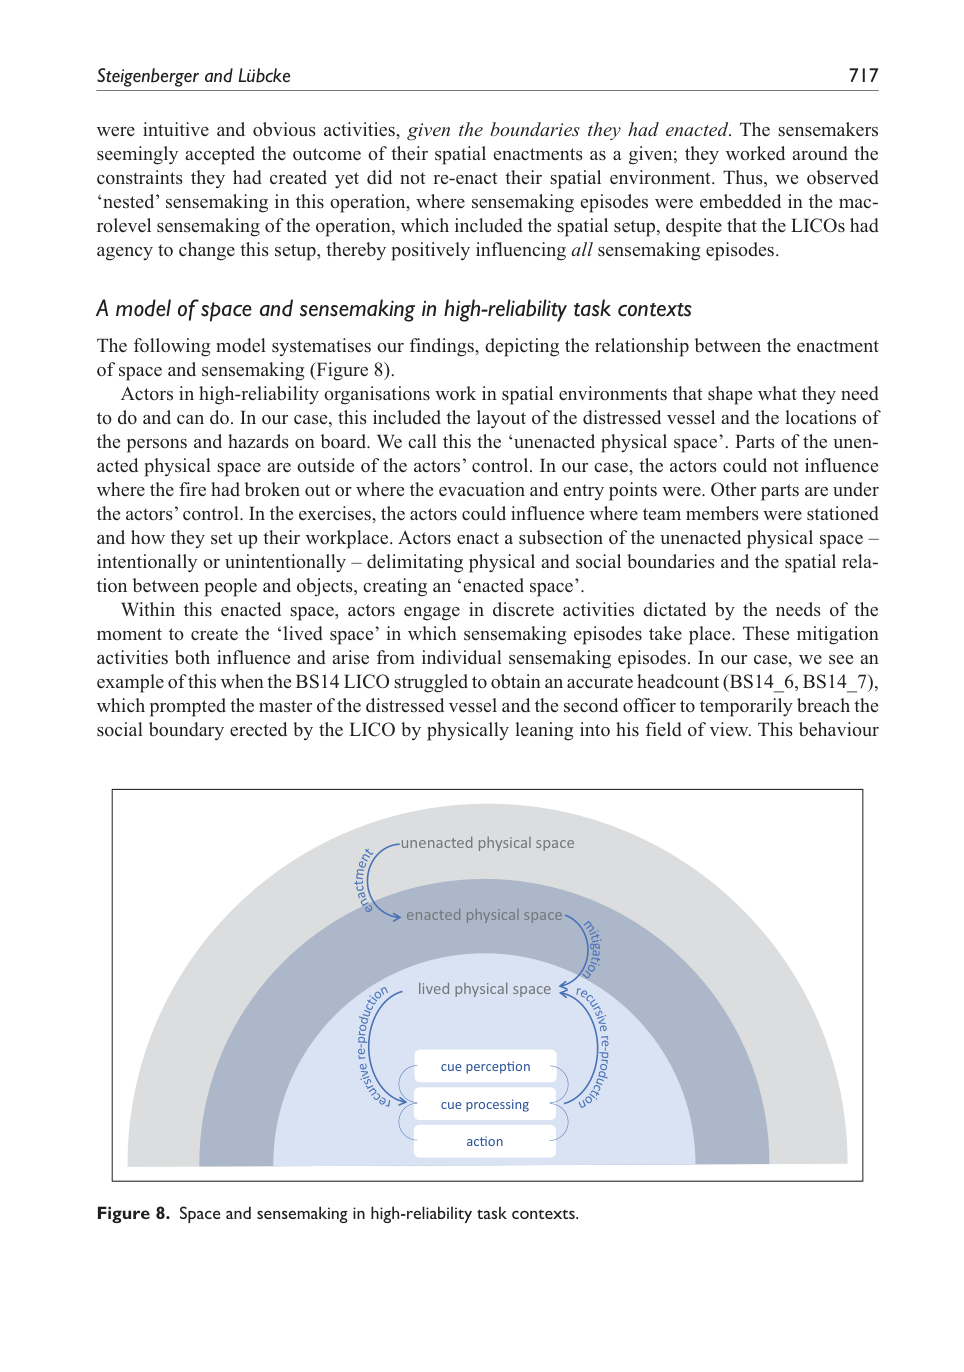 Steigenberger and Lübcke 717
were intuitive and obvious activities, given the boundaries they had enacted. The sensemakers
seemingly accepted the outcome of their spatial enactments as a given; they worked around the
constraints they had created yet did not re-enact their spatial environment. Thus, we observed
‘nested’ sensemaking in this operation, where sensemaking episodes were embedded in the mac-
rolevel sensemaking of the operation, which included the spatial setup, despite that the LICOs had
agency to change this setup, thereby positively influencing all sensemaking episodes.
A model of space and sensemaking in high-reliability task contexts
The following model systematises our findings, depicting the relationship between the enactment
of space and sensemaking (Figure 8).
Actors in high-reliability organisations work in spatial environments that shape what they need
to do and can do. In our case, this included the layout of the distressed vessel and the locations of
the persons and hazards on board. We call this the ‘unenacted physical space’. Parts of the unen-
acted physical space are outside of the actors’ control. In our case, the actors could not influence
where the fire had broken out or where the evacuation and entry points were. Other parts are under
the actors’ control. In the exercises, the actors could influence where team members were stationed
and how they set up their workplace. Actors enact a subsection of the unenacted physical space –
intentionally or unintentionally – delimitating physical and social boundaries and the spatial rela-
tion between people and objects, creating an ‘enacted space’.
Within this enacted space, actors engage in discrete activities dictated by the needs of the
moment to create the ‘lived space’ in which sensemaking episodes take place. These mitigation
activities both influence and arise from individual sensemaking episodes. In our case, we see an
example of this when the BS14 LICO struggled to obtain an accurate headcount (BS14_6, BS14_7),
which prompted the master of the distressed vessel and the second officer to temporarily breach the
social boundary erected by the LICO by physically leaning into his field of view. This behaviour
unenacted physical space
enactment
enacted physical space
mitigation
lived physical space
recursive re-production
recursive re-production
cue perception
cue processing
action
Figure 8. Space and sensemaking in high-reliability task contexts.